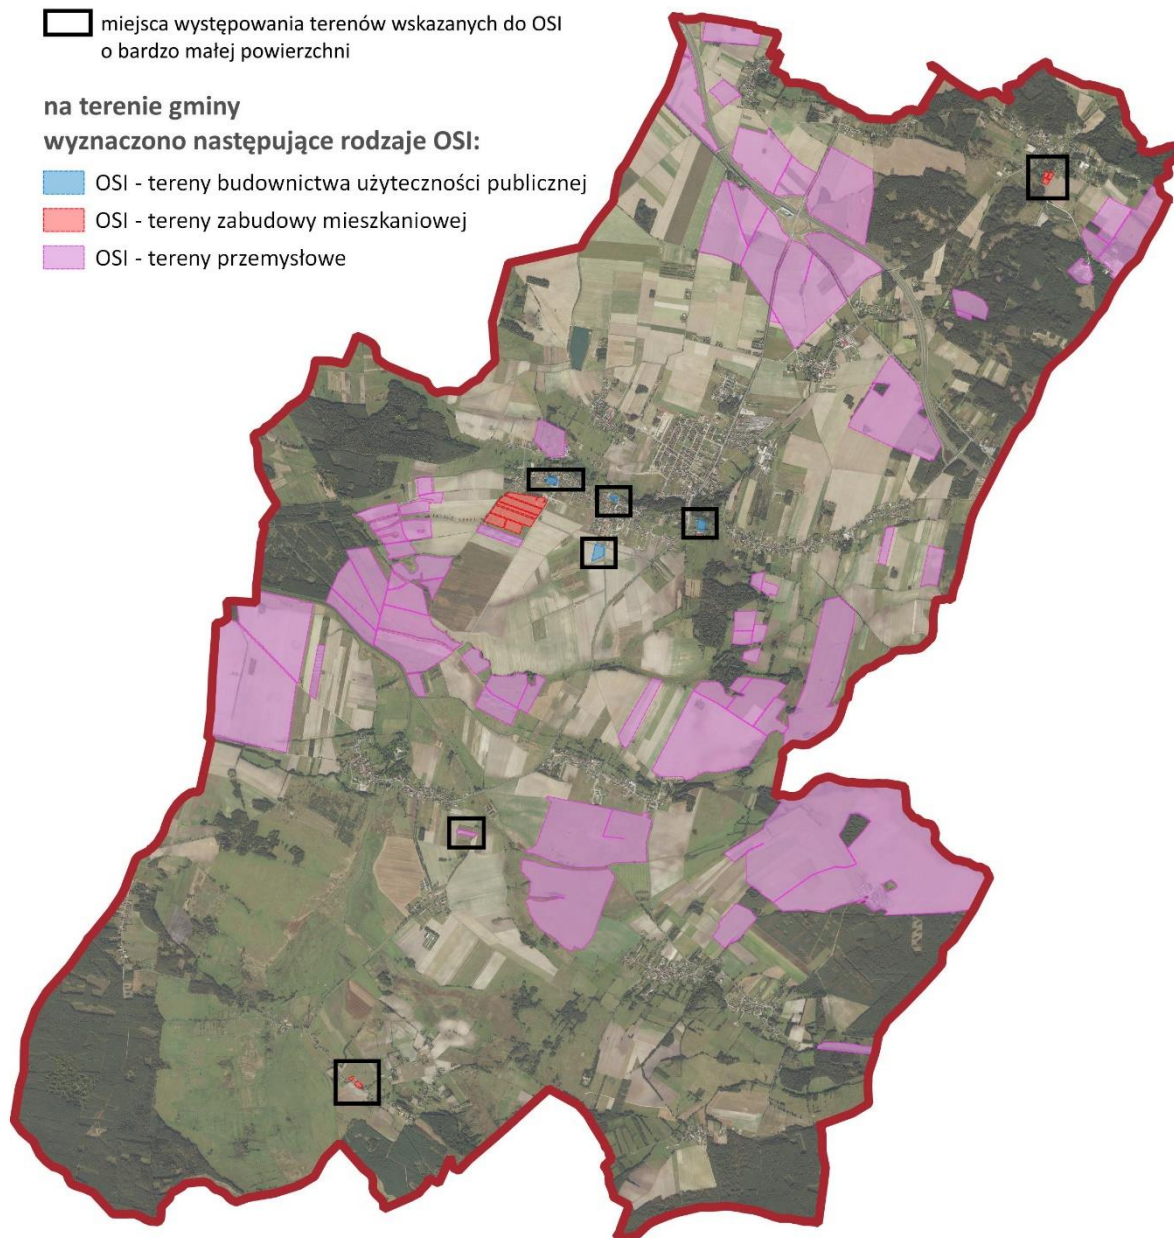 miejsca występowania terenów wskazanych do OSI
o bardzo małej powierzchni
na terenie gminy
wyznaczono następujące rodzaje OSI:
OSI - tereny budownictwa użyteczności publicznej
OSI - tereny zabudowy mieszkaniowej
OSI - tereny przemysłowe